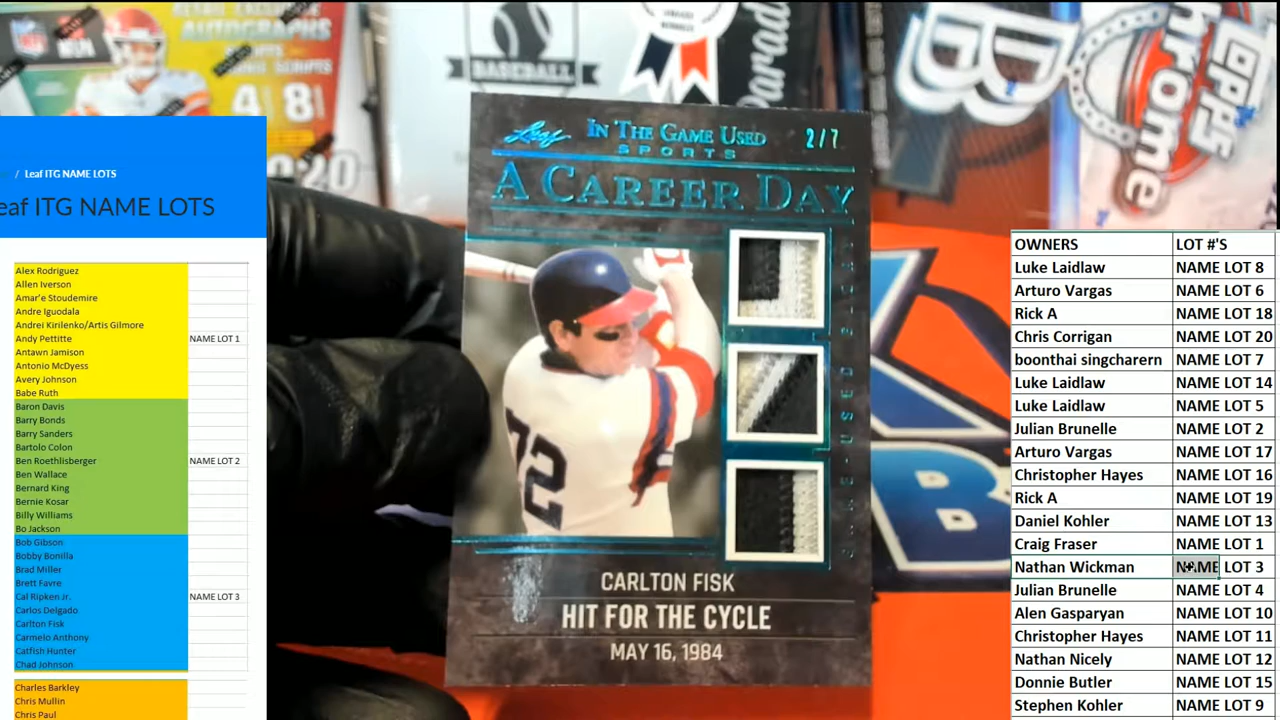 NFL
AUTOGRAPHS
4
8
2020
BASEBALL
Parad
Topps
Chrome
/ Leaf ITG NAME LOTS
eaf ITG NAME LOTS
Alex Rodriguez
Allen Iverson
Amar'e Stoudemire
Andre Iguodala
Andrei Kirilenko/Artis Gilmore
Andy Pettitte NAME LOT 1
Antawn Jamison
Antonio McDyess
Avery Johnson
Babe Ruth
Baron Davis
Barry Bonds
Barry Sanders
Bartolo Colon
Ben Roethlisberger NAME LOT 2
Ben Wallace
Bernard King
Bernie Kosar
Billy Williams
Bo Jackson
Bob Gibson
Bobby Bonilla
Brad Miller
Brett Favre
Cal Ripken Jr. NAME LOT 3
Carlos Delgado
Carlton Fisk
Carmelo Anthony
Catfish Hunter
Chad Johnson
Charles Barkley
Chris Mullin
Chris Paul
Leaf IN THE GAME USED 2/7
SPORTS
A CAREER DAY
72
CARLTON FISK
HIT FOR THE CYCLE
MAY 16, 1984
OWNERS LOT #'S
Luke Laidlaw NAME LOT 8
Arturo Vargas NAME LOT 6
Rick A NAME LOT 18
Chris Corrigan NAME LOT 20
boonthai singcharern NAME LOT 7
Luke Laidlaw NAME LOT 14
Luke Laidlaw NAME LOT 5
Julian Brunelle NAME LOT 2
Arturo Vargas NAME LOT 17
Christopher Hayes NAME LOT 16
Rick A NAME LOT 19
Daniel Kohler NAME LOT 13
Craig Fraser NAME LOT 1
Nathan Wickman NAME LOT 3
Julian Brunelle NAME LOT 4
Alen Gasparyan NAME LOT 10
Christopher Hayes NAME LOT 11
Nathan Nicely NAME LOT 12
Donnie Butler NAME LOT 15
Stephen Kohler NAME LOT 9